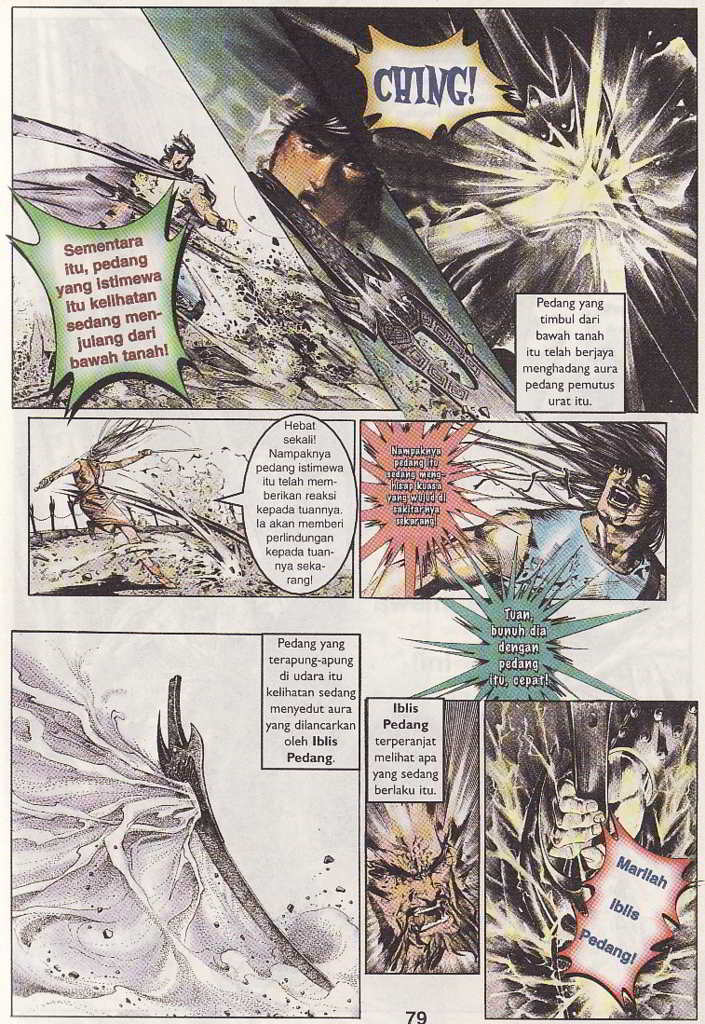 CHING!
Sementara
itu, pedang
yang istimewa
itu kelihatan
sedang men-
julang dari
bawah tanah!
Pedang yang
timbul dari
bawah tanah
itu telah berjaya
menghadang aura
pedang pemutus
urat itu.
Hebat
sekali!
Nampaknya
pedang istimewa
itu telah mem-
berikan reaksi
kepada tuannya.
Ia akan memberi
perlindungan
kepada tuan-
nya seka-
rang!
Nampaknya
pedang itu
sedang meng-
hisap kuasa
yang wujud di
sakitarnya
sekarang!
Tuan,
bunuh dia
dengan
pedang
itu, cepat!
Pedang yang
terapung-apung
di udara itu
kelihatan sedang
menyedut aura
yang dilancarkan
oleh Iblis
Pedang.
Iblis
Pedang
terperanjat
melihat apa
yang sedang
berlaku itu.
Marilah
Iblis
Pedang!
79